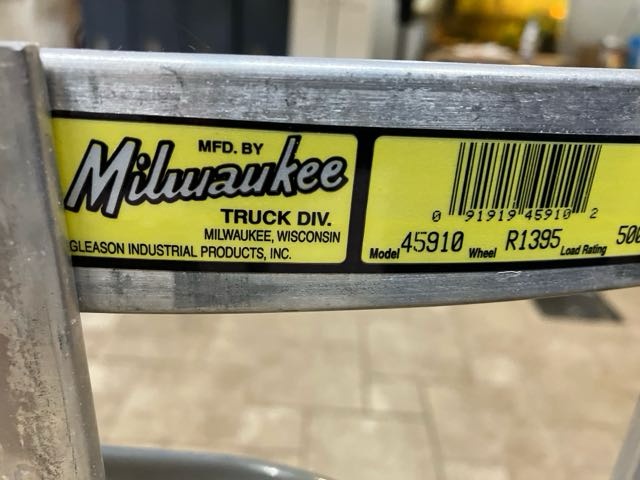 MFD. BY
Milwaukee
TRUCK DIV.
MILWAUKEE, WISCONSIN
GLEASON INDUSTRIAL PRODUCTS, INC.
0 91919 45910 2
Model 45910 Wheel R1395 Load Rating 500